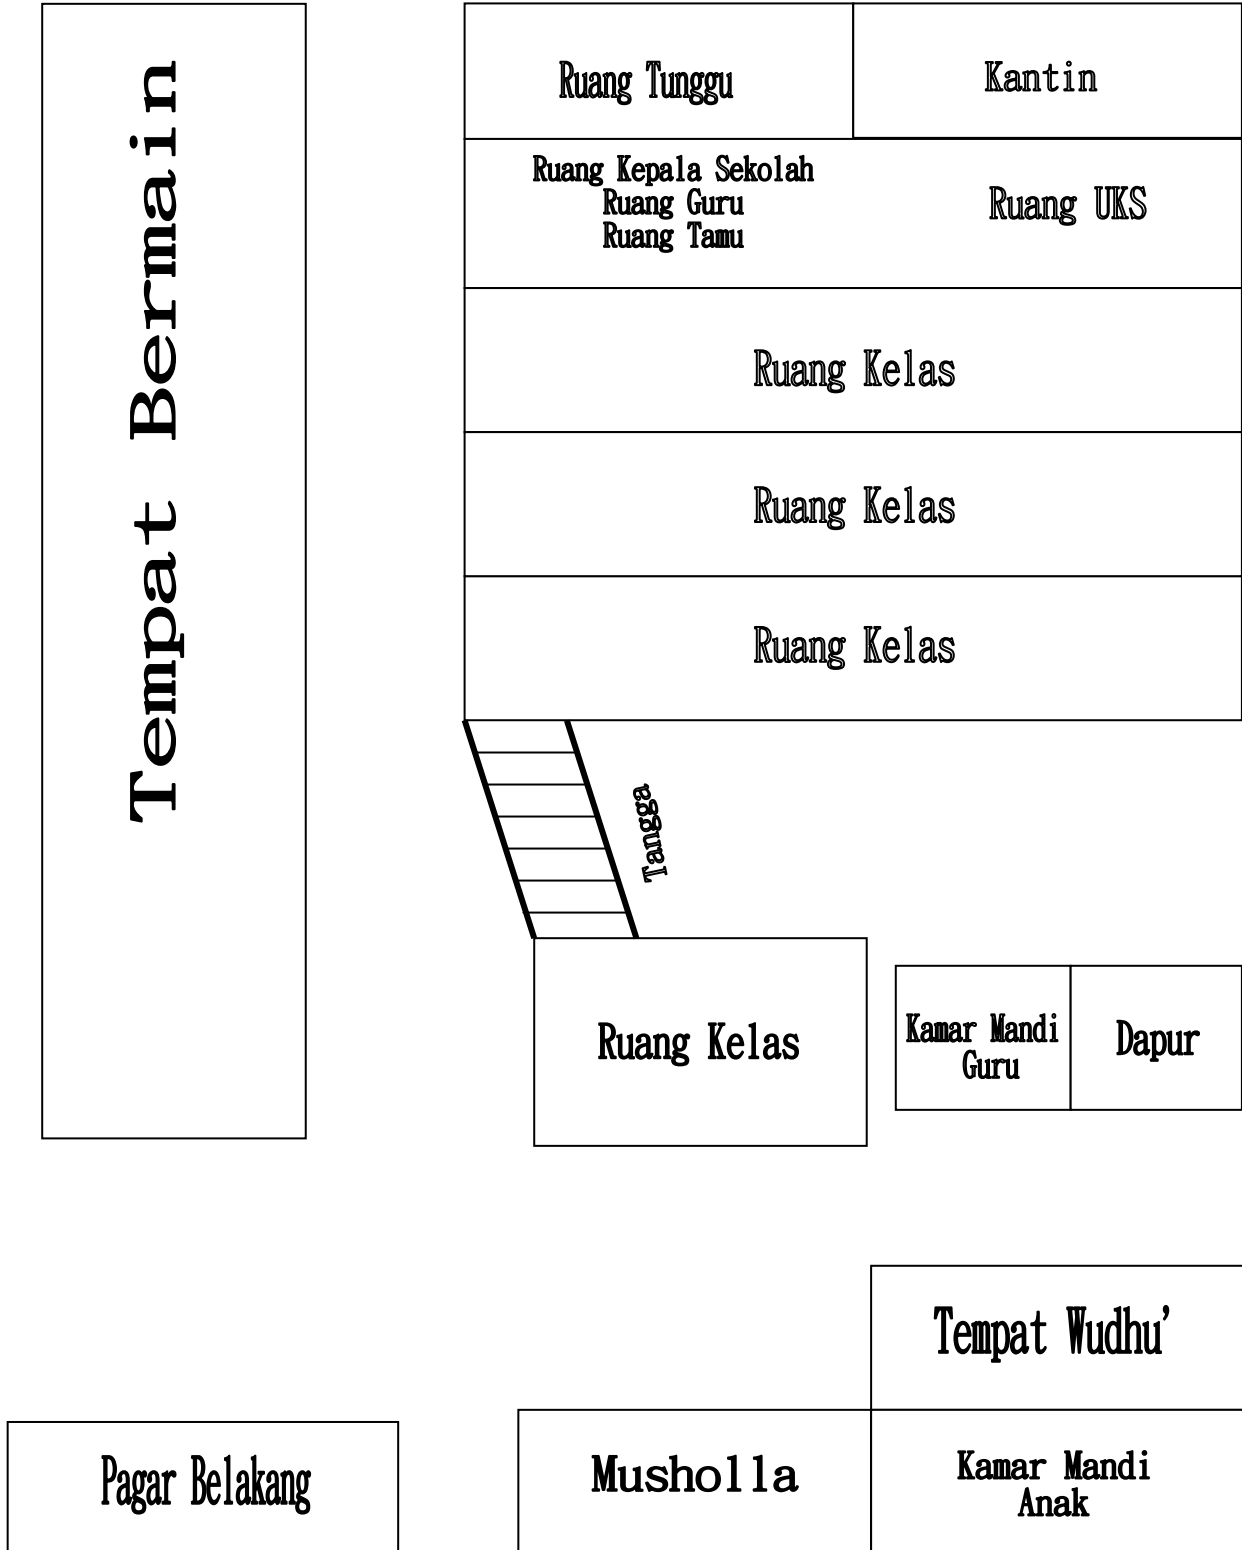 Tempat Bermain
Ruang Tunggu
Kantin
Ruang Kepala Sekolah
Ruang Guru
Ruang Tamu
Ruang UKS
Ruang Kelas
Ruang Kelas
Ruang Kelas
Tangga
Ruang Kelas
Kamar Mandi
Guru
Dapur
Tempat Wudhu’
Pagar Belakang
Musholla
Kamar Mandi
Anak